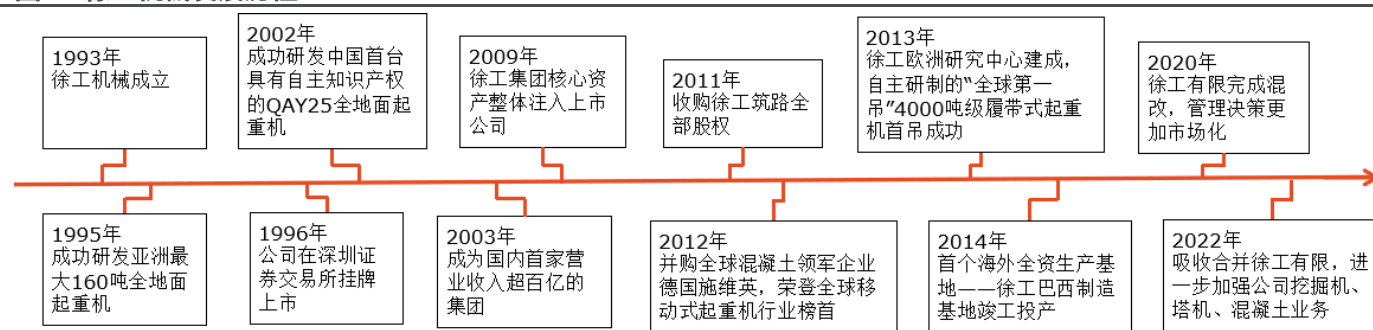 1993年
徐工机械成立
2002年
成功研发中国首台
具有自主知识产权
的QAY25全地面起
重机
2009年
徐工集团核心资
产整体注入上市
公司
2011年
收购徐工筑路全
部股权
2013年
徐工欧洲研究中心建成，
自主研制的“全球第一
吊”4000吨级履带式起重
机首吊成功
2020年
徐工有限完成混
改，管理决策更
加市场化
1995年
成功研发亚洲最
大160吨全地面
起重机
1996年
公司在深圳证
券交易所挂牌
上市
2003年
成为国内首家营
业收入超百亿的
集团
2012年
并购全球混凝土领军企业
德国施维英，荣登全球移
动式起重机行业榜首
2014年
首个海外全资生产基
地——徐工巴西制造
基地竣工投产
2022年
吸收合并徐工有限，进
一步加强公司挖掘机、
塔机、混凝土业务